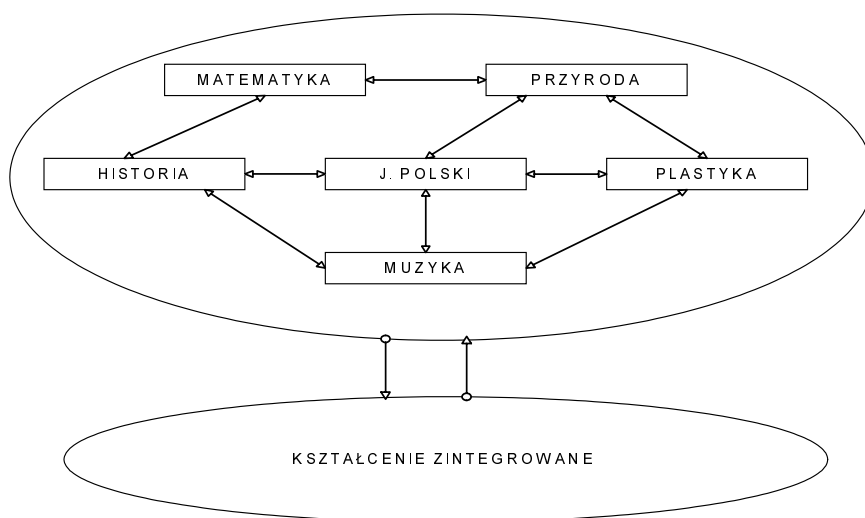 MATEMATYKA
PRZYRODA
HISTORIA
J. POLSKI
PLASTYKA
MUZYKA
KSZTAŁCENIE ZINTEGROWANE